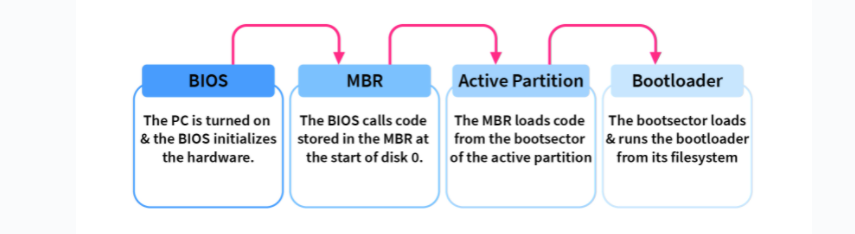 BIOS
The PC is turned on
& the BIOS initializes
the hardware.
MBR
The BIOS calls code
stored in the MBR at
the start of disk 0.
Active Partition
The MBR loads code
from the bootsector
of the active partition
Bootloader
The bootsector loads
& runs the bootloader
from its filesystem